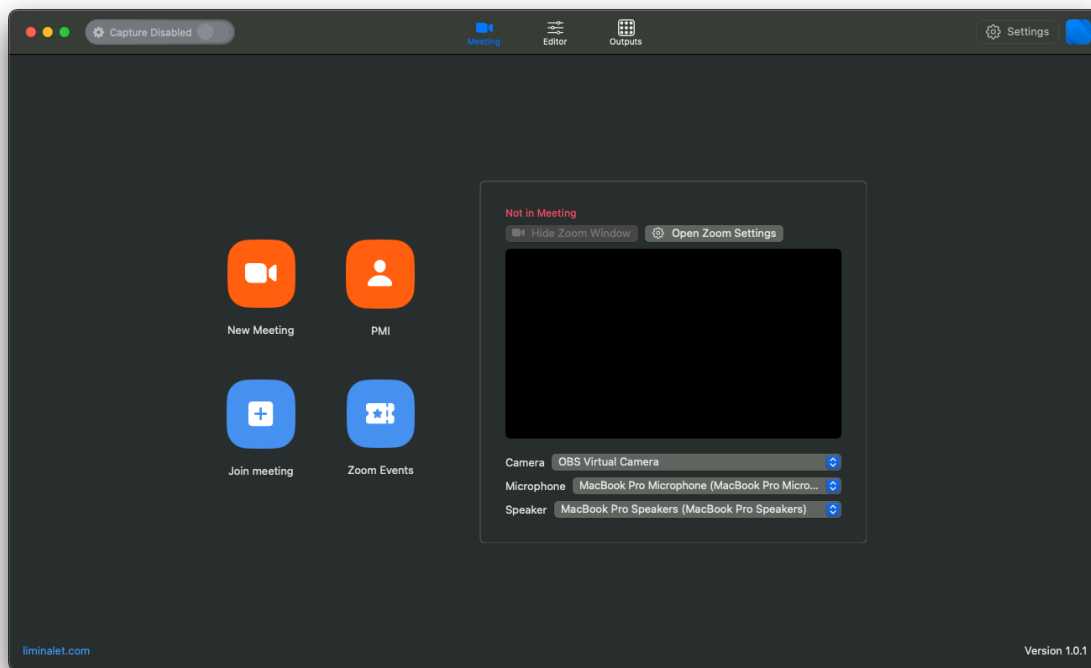 Capture Disabled
Meeting
Editor
Outputs
Settings
Not in Meeting
Hide Zoom Window
Open Zoom Settings
New Meeting
PMI
Join meeting
Zoom Events
Camera OBS Virtual Camera
Microphone MacBook Pro Microphone (MacBook Pro Micro...
Speaker MacBook Pro Speakers (MacBook Pro Speakers)
liminalet.com
Version 1.0.1